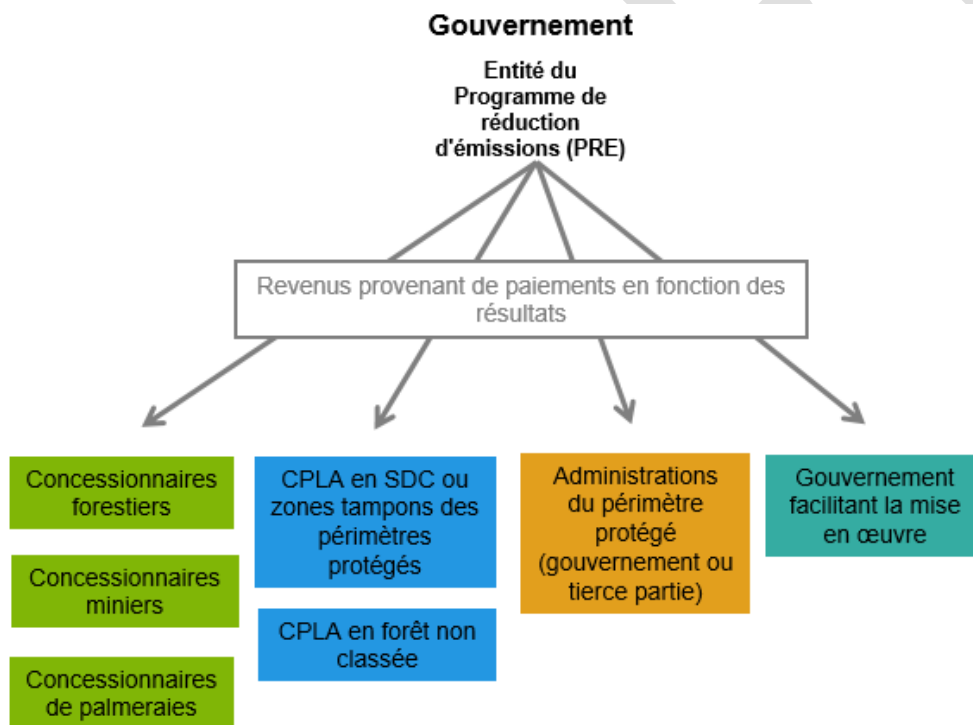 Gouvernement
Entité du
Programme de
réduction
d'émissions (PRE)
Revenus provenant de paiements en fonction des
résultats
Concessionnaires
forestiers
Concessionnaires
miniers
Concessionnaires
de palmeraies
CPLA en SDC ou
zones tampons des
périmètres
protégés
CPLA en forêt non
classée
Administrations
du périmètre
protégé
(gouvernement ou
tierce partie)
Gouvernement
facilitant la mise
en œuvre